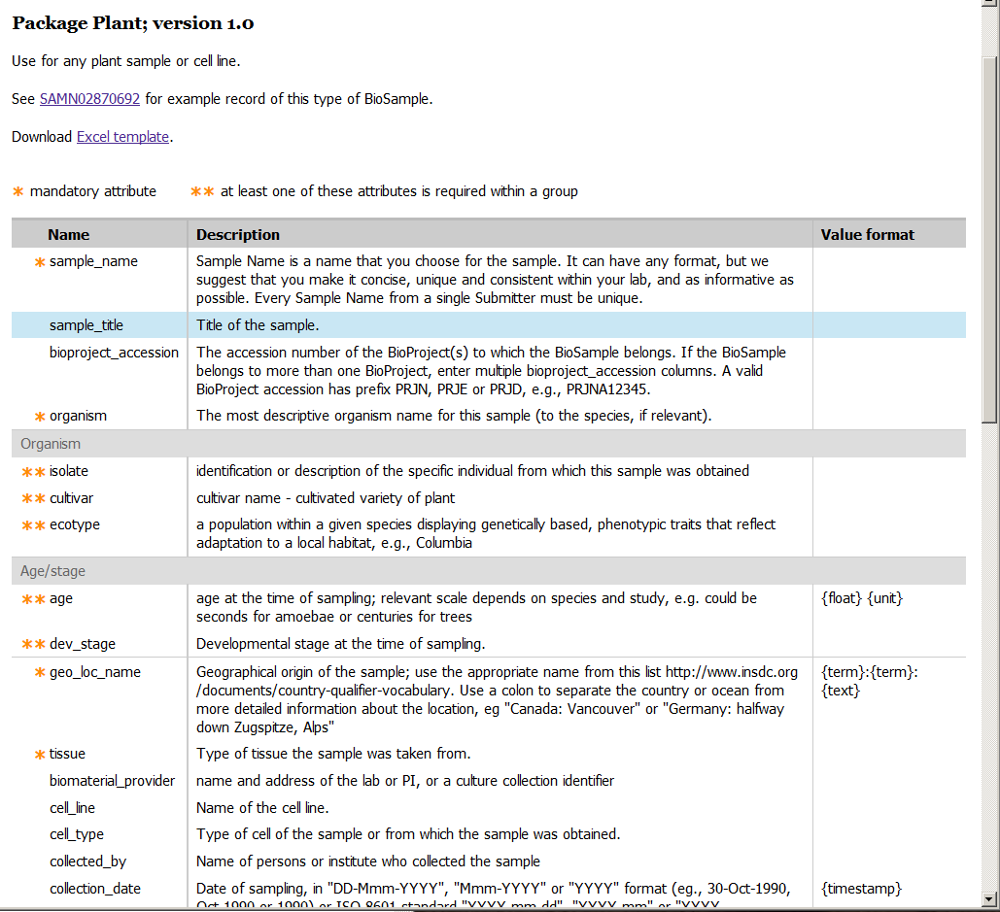 Package Plant; version 1.0
Use for any plant sample or cell line.
See SAMN02870692 for example record of this type of BioSample.
Download Excel template.
* mandatory attribute ** at least one of these attributes is required within a group
Name Description Value format
* sample_name Sample Name is a name that you choose for the sample. It can have any format, but we
suggest that you make it concise, unique and consistent within your lab, and as informative as
possible. Every Sample Name from a single Submitter must be unique.
sample_title Title of the sample.
bioproject_accession The accession number of the BioProject(s) to which the BioSample belongs. If the BioSample
belongs to more than one BioProject, enter multiple bioproject_accession columns. A valid
BioProject accession has prefix PRJN, PRJE or PRJD, e.g., PRJNA12345.
* organism The most descriptive organism name for this sample (to the species, if relevant).
Organism
** isolate identification or description of the specific individual from which this sample was obtained
** cultivar cultivar name - cultivated variety of plant
** ecotype a population within a given species displaying genetically based, phenotypic traits that reflect
adaptation to a local habitat, e.g., Columbia
Age/stage
** age age at the time of sampling; relevant scale depends on species and study, e.g. could be {float} {unit}
seconds for amoebae or centuries for trees
** dev_stage Developmental stage at the time of sampling.
* geo_loc_name Geographical origin of the sample; use the appropriate name from this list http://www.insdc.org {term}:{term}:
/documents/country-qualifier-vocabulary. Use a colon to separate the country or ocean from {text}
more detailed information about the location, eg "Canada: Vancouver" or "Germany: halfway
down Zugspitze, Alps"
* tissue Type of tissue the sample was taken from.
biomaterial_provider name and address of the lab or PI, or a culture collection identifier
cell_line Name of the cell line.
cell_type Type of cell of the sample or from which the sample was obtained.
collected_by Name of persons or institute who collected the sample
collection_date Date of sampling, in "DD-Mmm-YYYY", "Mmm-YYYY" or "YYYY" format (eg., 30-Oct-1990, {timestamp}
Oct-1990 or 1990) or ISO 8601 standard "YYYY-mm-dd", "YYYY-mm" or "YYYY-